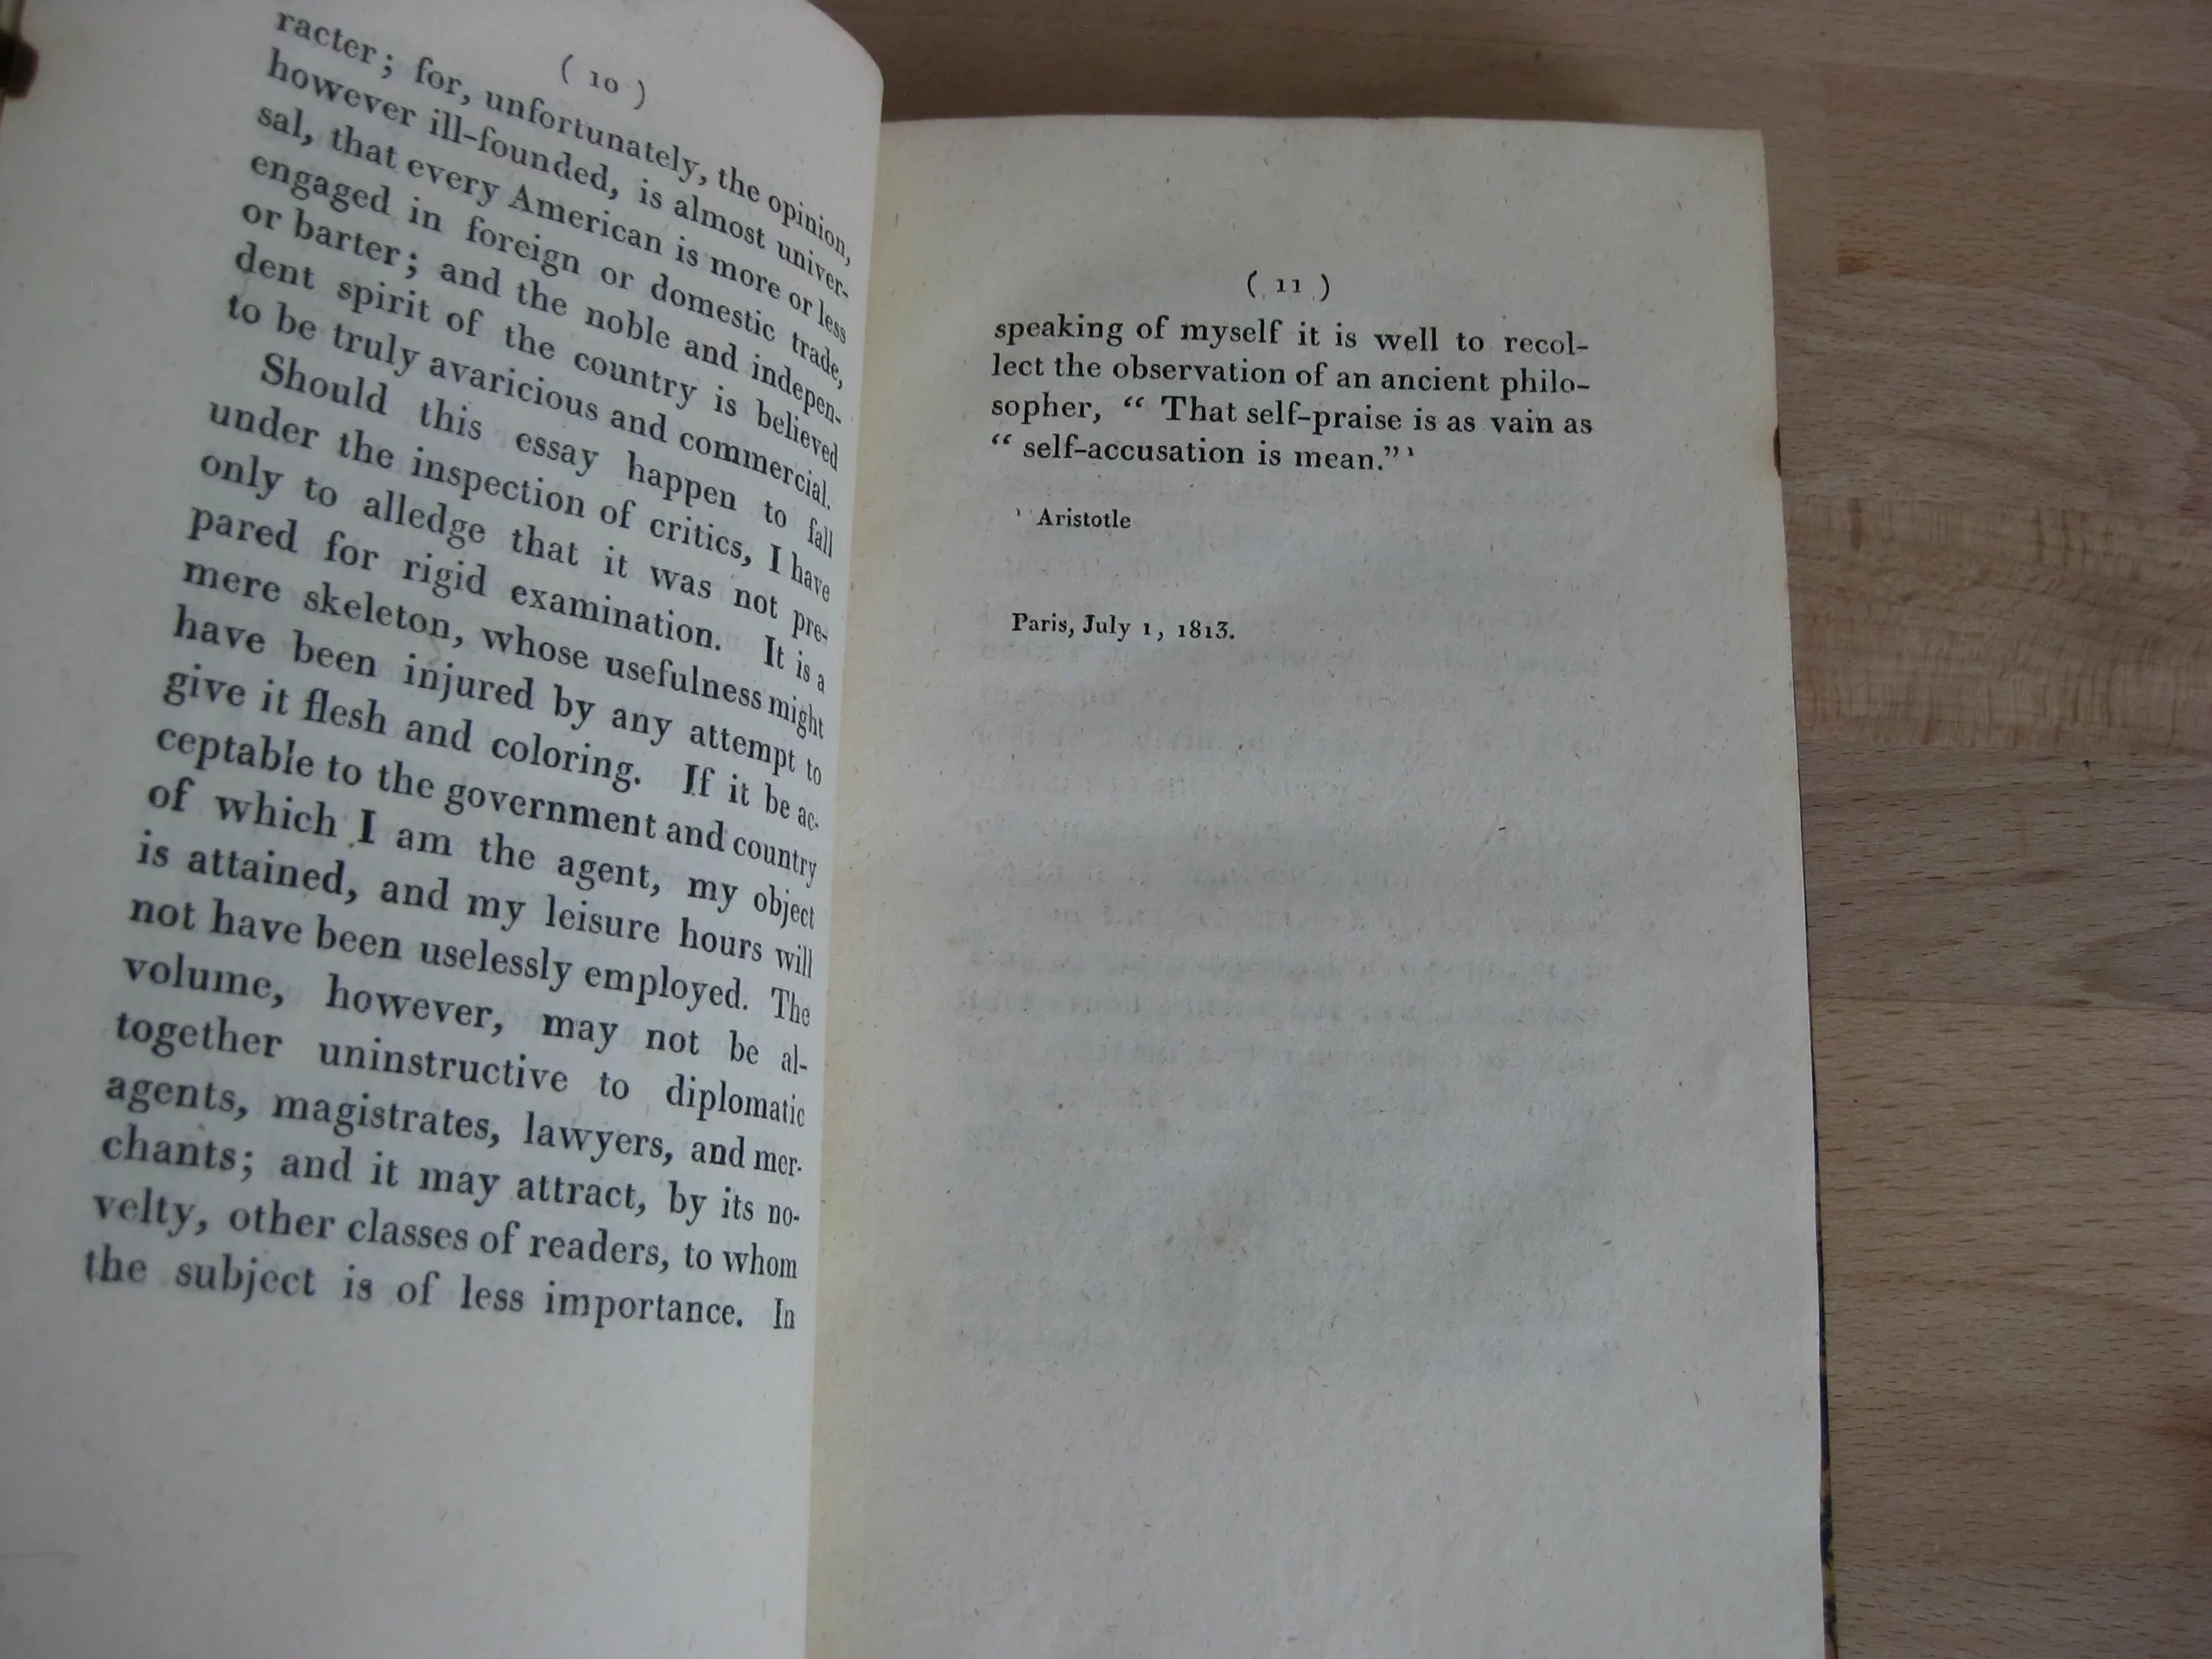 ( 10 )
racter; for, unfortunately, the opinion,
however ill-founded, is almost univer-
sal, that every American is more or less
engaged in foreign or domestic trade,
or barter; and the noble and indepen-
dent spirit of the country is believed
to be truly avaricious and commercial.
Should this essay happen to fall
under the inspection of critics, I have
only to alledge that it was not pre-
pared for rigid examination. It is a
mere skeleton, whose usefulness might
have been injured by any attempt to
give it flesh and coloring. If it be ac-
ceptable to the government and country
of which I am the agent, my object
is attained, and my leisure hours will
not have been uselessly employed. The
volume, however, may not be al-
together uninstructive to diplomatic
agents, magistrates, lawyers, and mer-
chants; and it may attract, by its no-
velty, other classes of readers, to whom
the subject is of less importance. In
( 11 )
speaking of myself it is well to recol-
lect the observation of an ancient philo-
sopher, “ That self-praise is as vain as
“ self-accusation is mean.” ¹
¹ Aristotle
Paris, July 1, 1813.